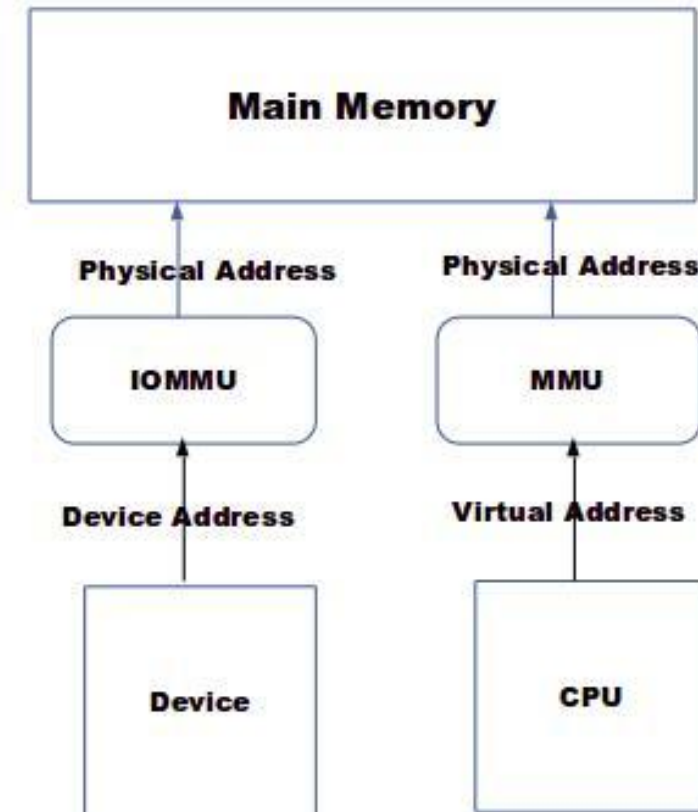 Main Memory
Physical Address
Physical Address
IOMMU
MMU
Device Address
Virtual Address
Device
CPU